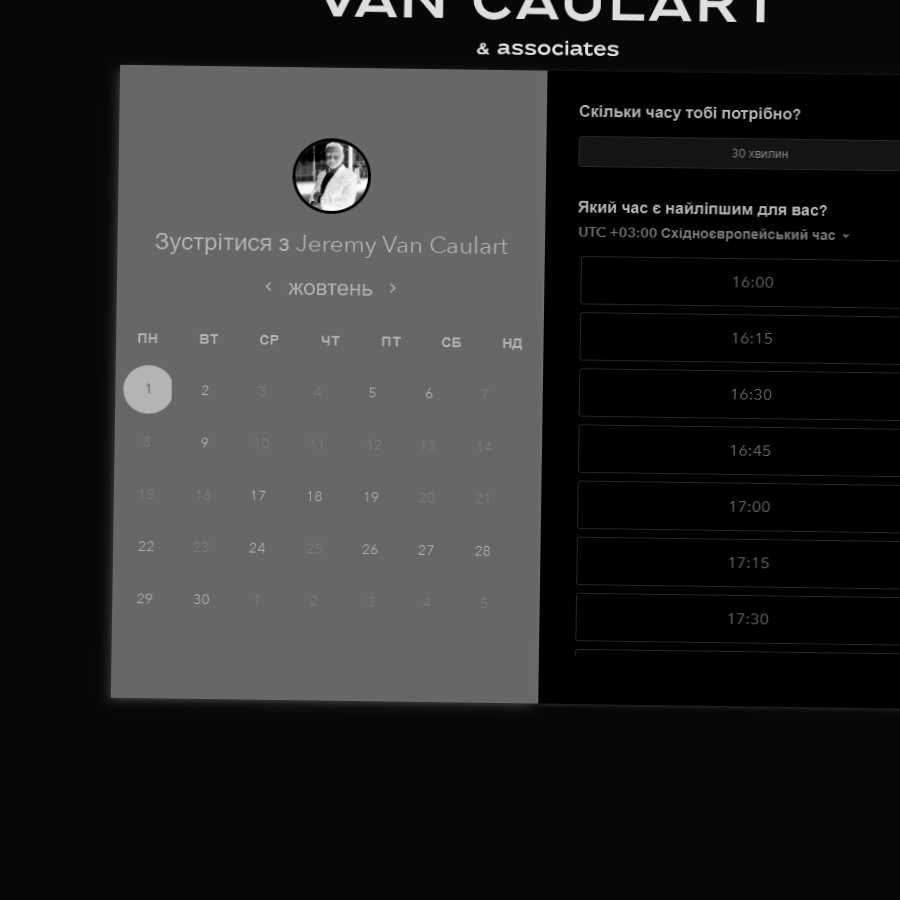 VAN CAULART
& associates
Зустрітися з Jeremy Van Caulart
жовтень
ПН ВТ СР ЧТ ПТ СБ НД
1 2 3 4 5 6 7
8 9 10 11 12 13 14
15 16 17 18 19 20 21
22 23 24 25 26 27 28
29 30 1 2 3 4 5
Скільки часу тобі потрібно?
30 хвилин
Який час є найліпшим для вас?
UTC +03:00 Східноєвропейський час
16:00
16:15
16:30
16:45
17:00
17:15
17:30